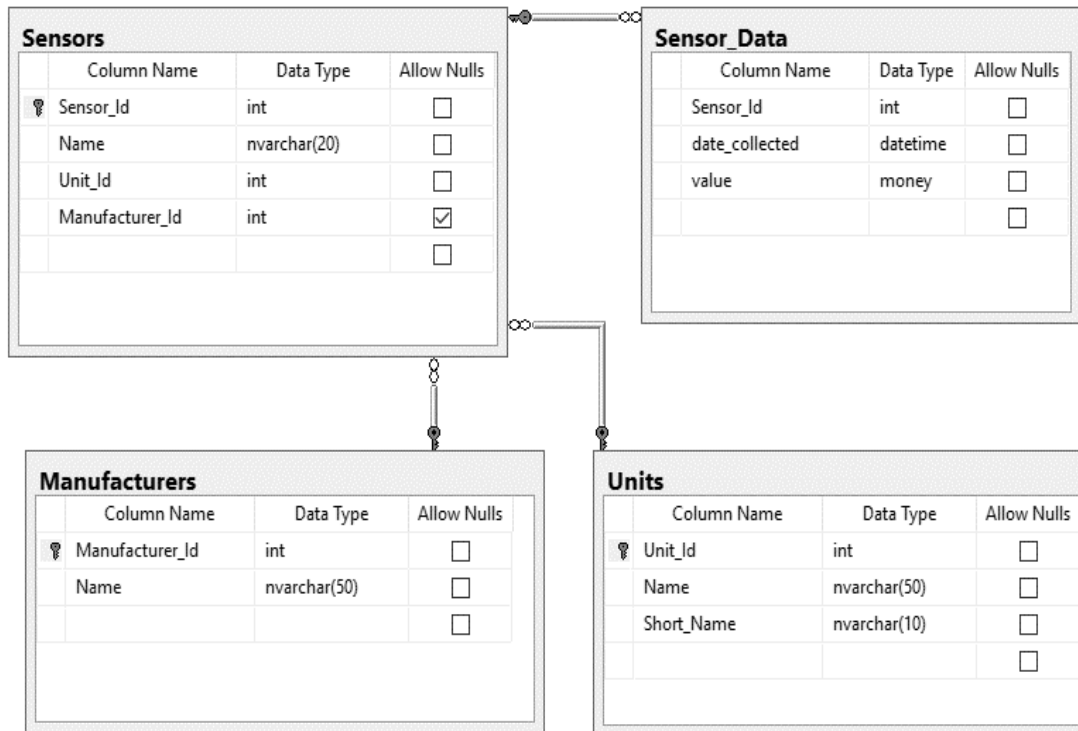 Sensors
Column Name Data Type Allow Nulls
Sensor_Id int
Name nvarchar(20)
Unit_Id int
Manufacturer_Id int
Sensor_Data
Column Name Data Type Allow Nulls
Sensor_Id int
date_collected datetime
value money
Manufacturers
Column Name Data Type Allow Nulls
Manufacturer_Id int
Name nvarchar(50)
Units
Column Name Data Type Allow Nulls
Unit_Id int
Name nvarchar(50)
Short_Name nvarchar(10)